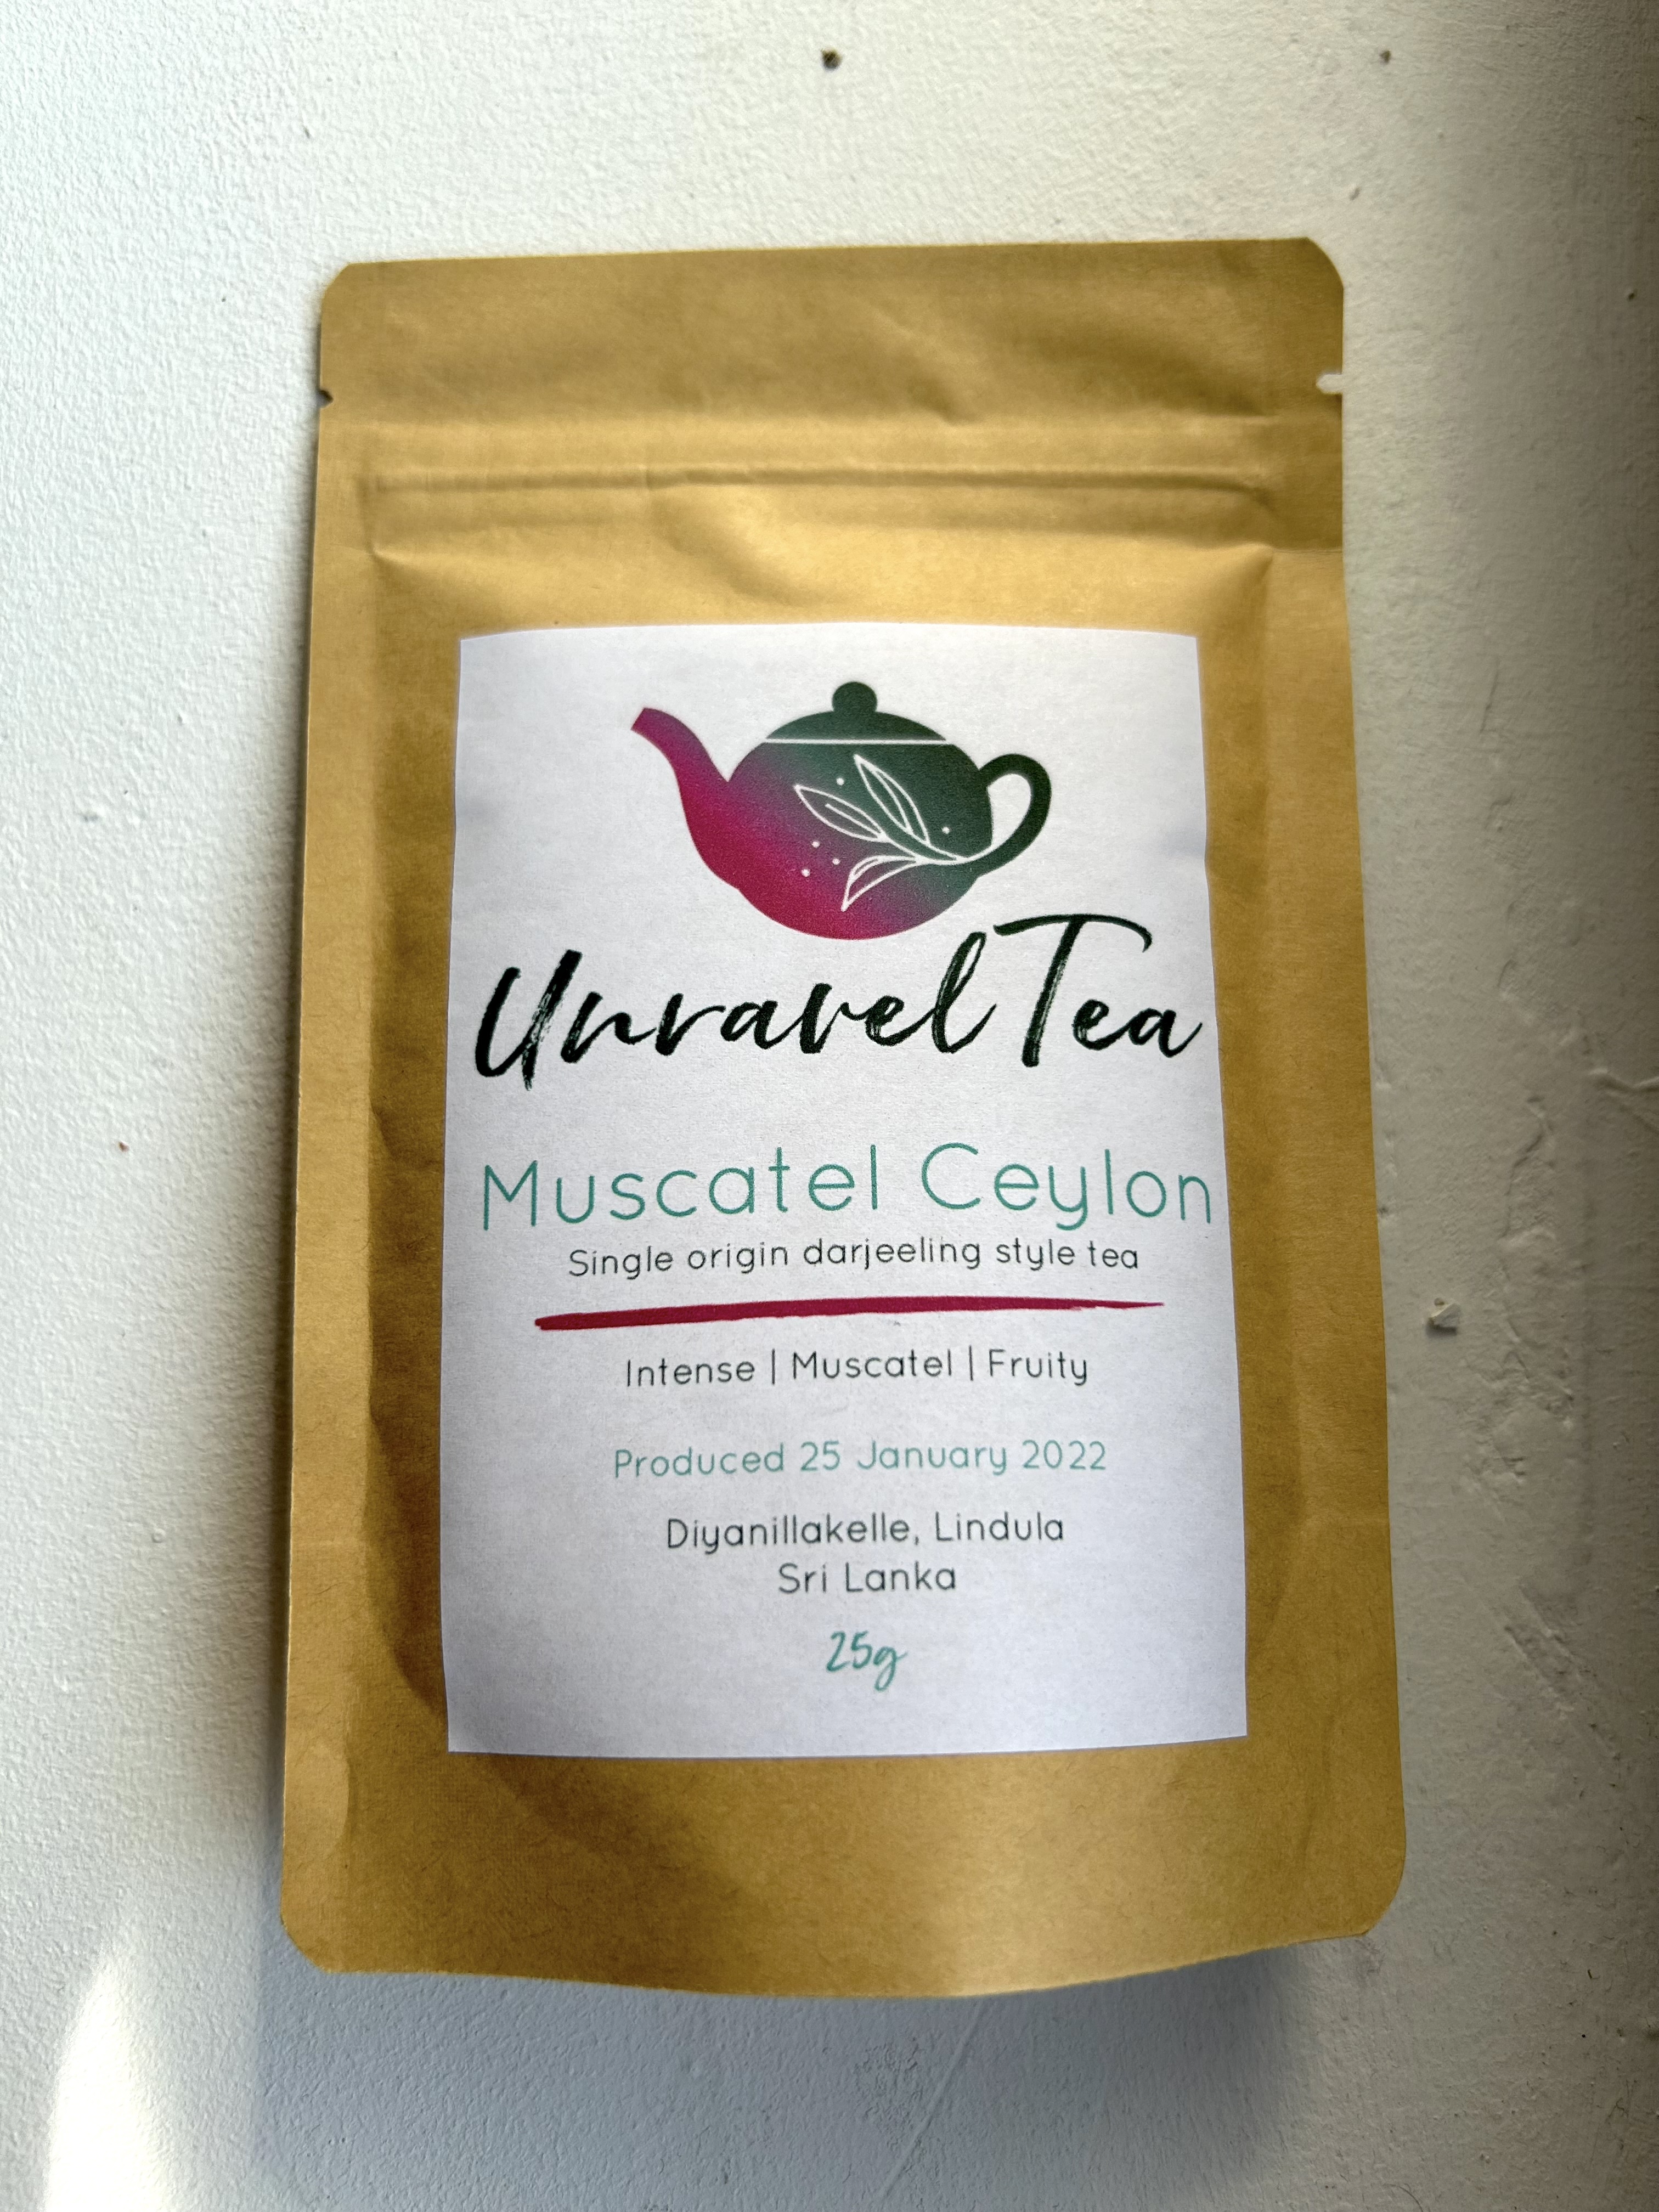 Unravel Tea
Muscatel Ceylon
Single origin darjeeling style tea
Intense | Muscatel | Fruity
Produced 25 January 2022
Diyanillakelle, Lindula
Sri Lanka
25g